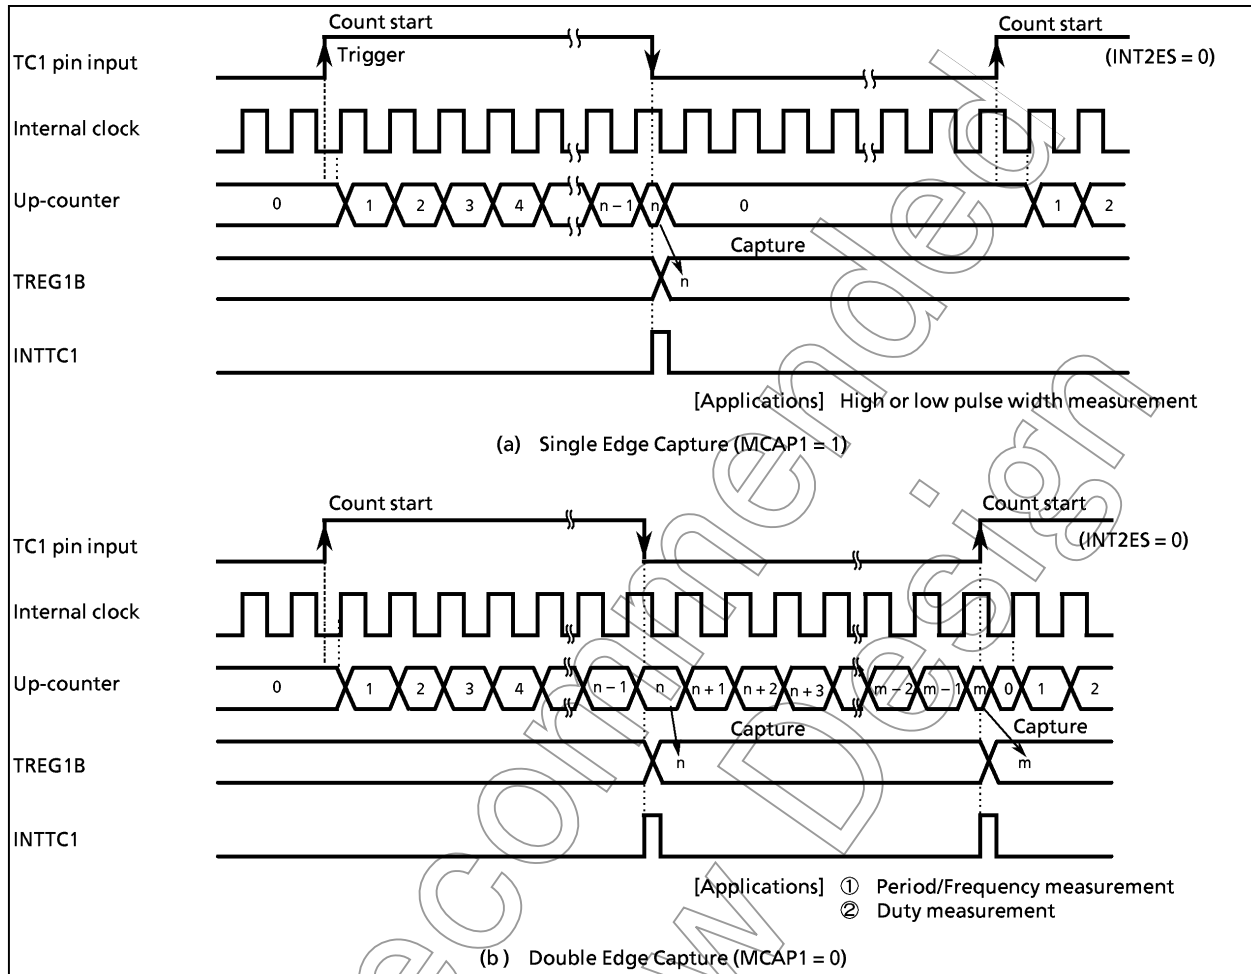 Count start
Count start
TC1 pin input
Trigger
(INT2ES = 0)
Internal clock
Up-counter
0 1 2 3 4 n – 1 n 0 1 2
Capture
TREG1B
n
INTTC1
[Applications] High or low pulse width measurement
(a) Single Edge Capture (MCAP1 = 1)
Count start
Count start
TC1 pin input
(INT2ES = 0)
Internal clock
Up-counter
0 1 2 3 4 n – 1 n n + 1 n + 2 n + 3 m – 2 m – 1 m 0 1 2
Capture
Capture
TREG1B
n
m
INTTC1
[Applications] ① Period/Frequency measurement
② Duty measurement
(b ) Double Edge Capture (MCAP1 = 0)
ecommended
w Design